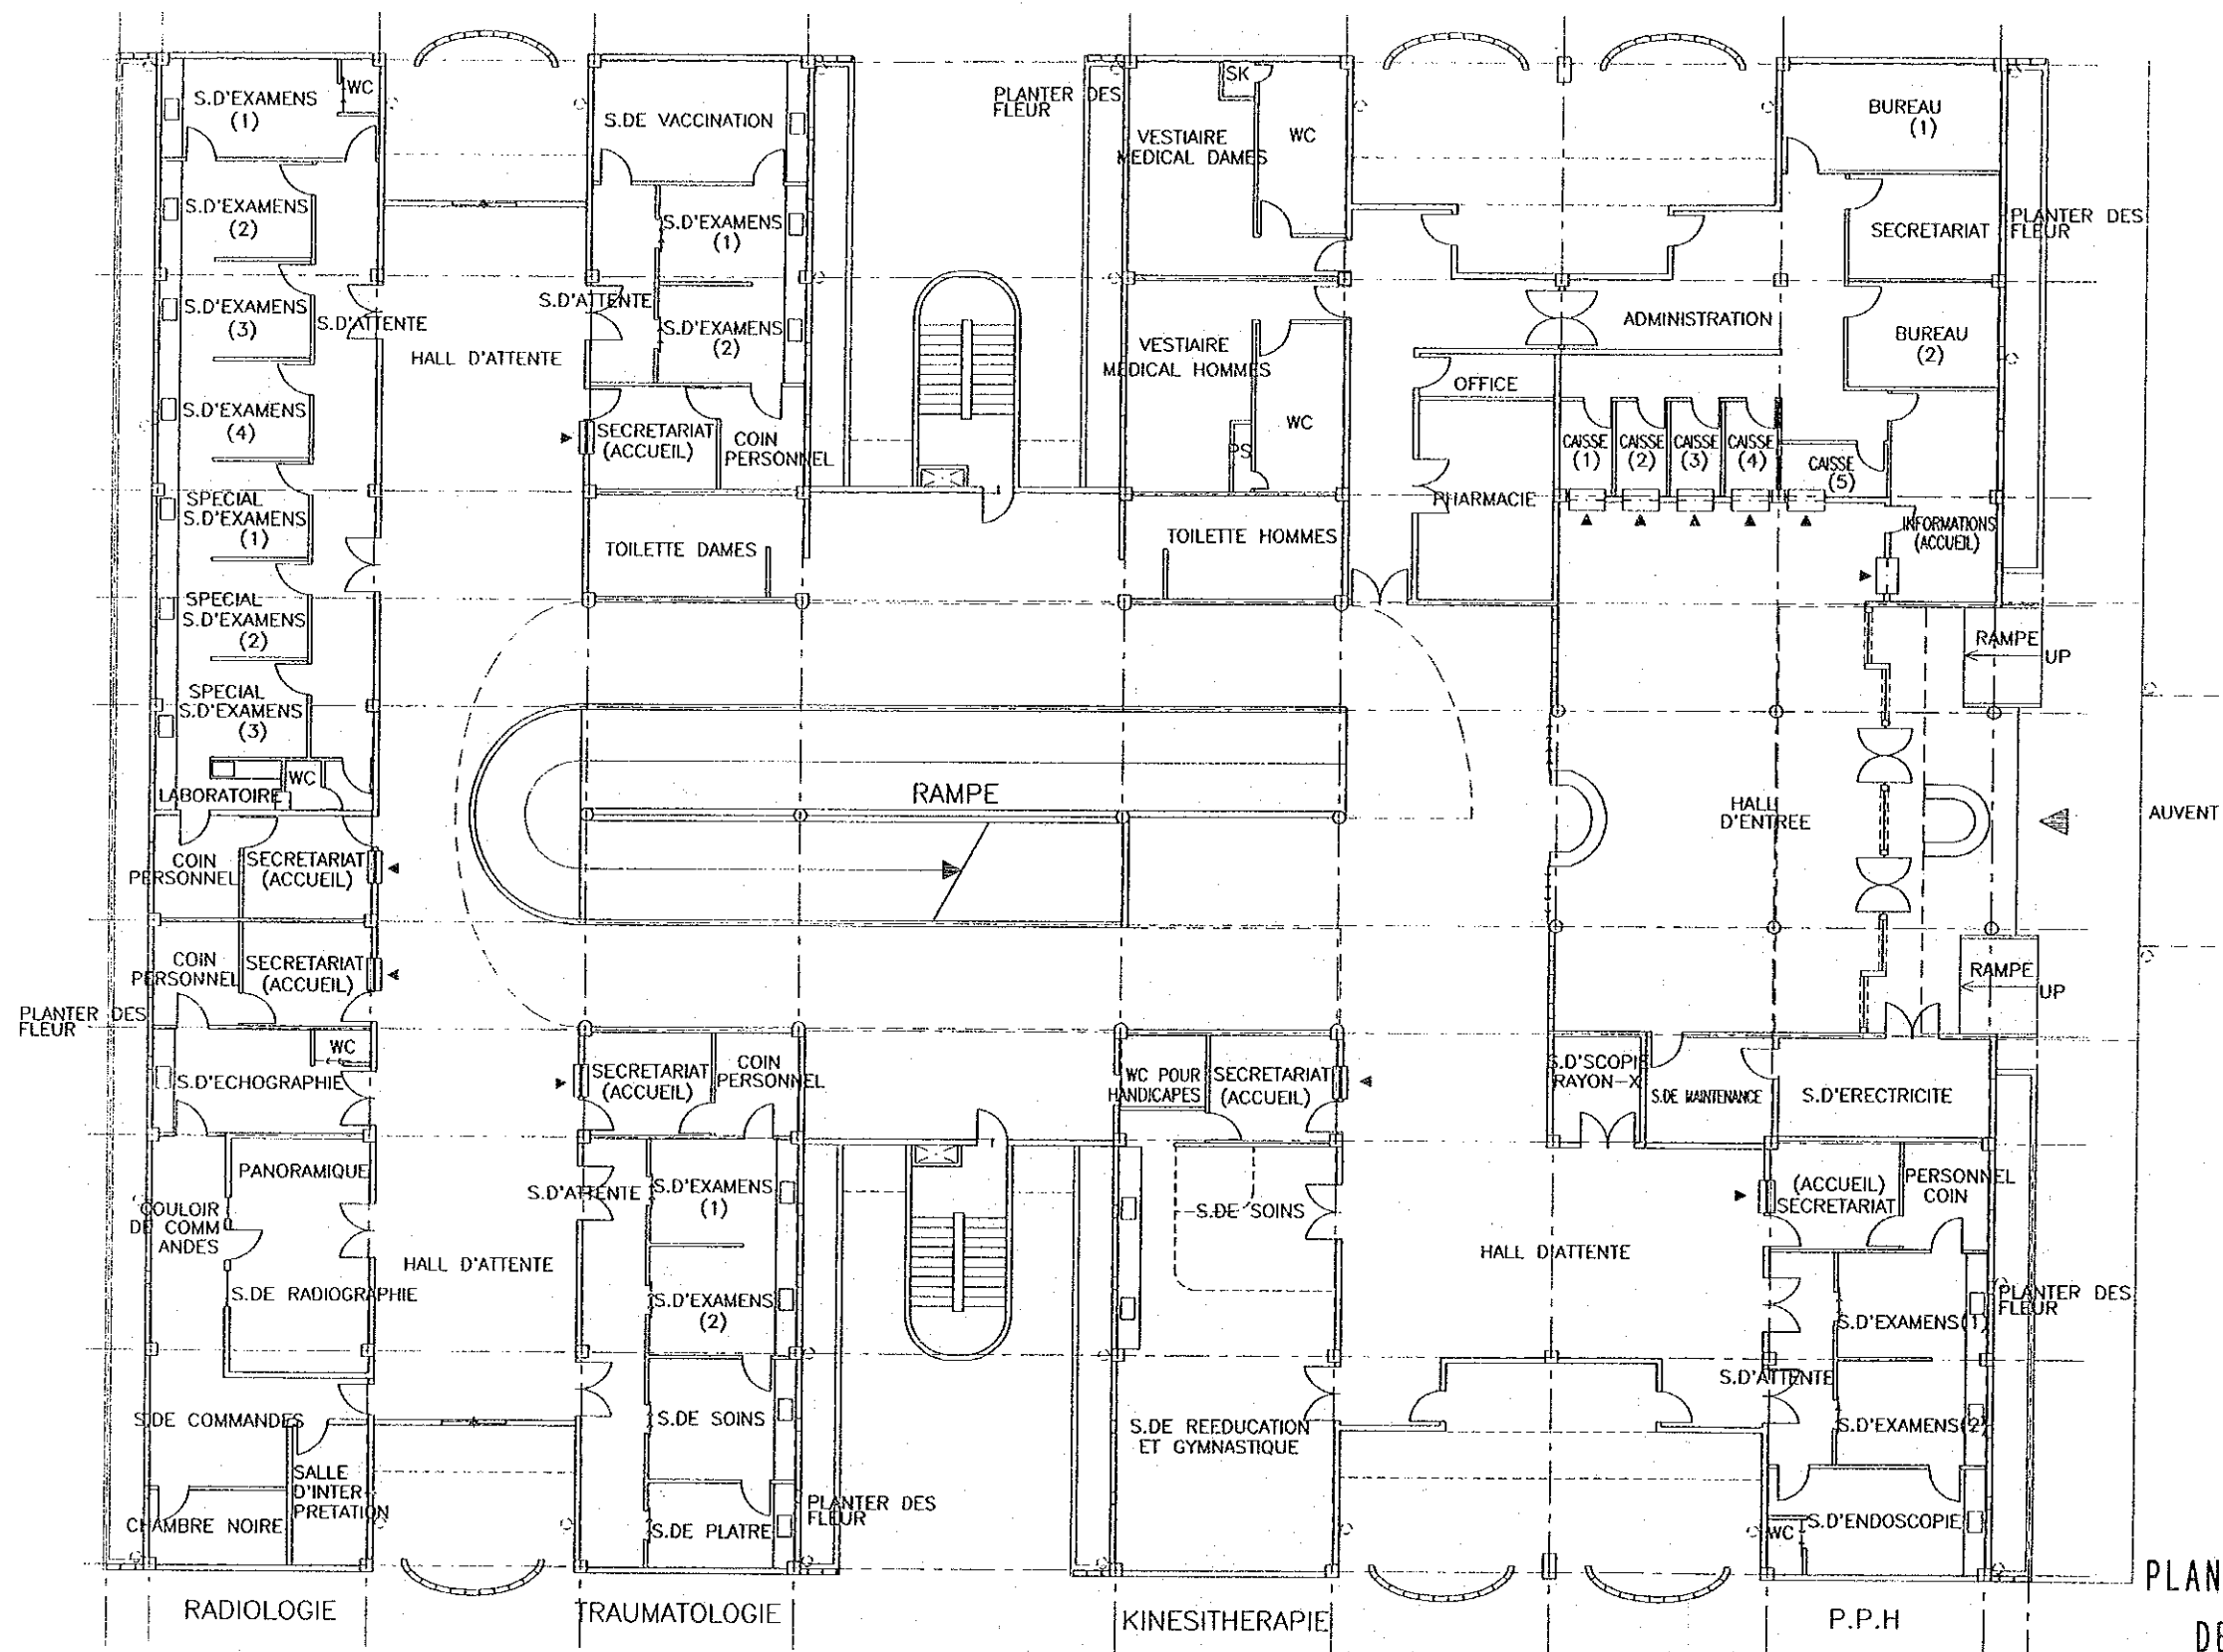 S.D'EXAMENS
(1)
WC
S.D'EXAMENS
(2)
S.D'EXAMENS
(3)
S.D'ATTENTE
S.D'EXAMENS
(4)
SPECIAL
S.D'EXAMENS
(1)
SPECIAL
S.D'EXAMENS
(2)
SPECIAL
S.D'EXAMENS
(3)
WC
LABORATOIRE
COIN
PERSONNEL
SECRETARIAT
(ACCUEIL)
COIN
PERSONNEL
SECRETARIAT
(ACCUEIL)
PLANTER DES
FLEUR
WC
S.D'ECHOGRAPHIE
PANORAMIQUE
COULOIR
DE COMM
ANDES
S.DE RADIOGRAPHIE
S.DE COMMANDES
SALLE
D'INTER-
PRETATION
CHAMBRE NOIRE
RADIOLOGIE
HALL D'ATTENTE
S.DE VACCINATION
S.D'EXAMENS
(1)
S.D'ATTENTE
S.D'EXAMENS
(2)
SECRETARIAT
(ACCUEIL)
COIN
PERSONNEL
TOILETTE DAMES
RAMPE
SECRETARIAT
(ACCUEIL)
COIN
PERSONNEL
S.D'ATTENTE
S.D'EXAMENS
(1)
HALL D'ATTENTE
S.D'EXAMENS
(2)
S.DE SOINS
S.DE PLATRE
PLANTER DES
FLEUR
TRAUMATOLOGIE
PLANTER DES
FLEUR
SK
VESTIAIRE
MEDICAL DAMES
WC
VESTIAIRE
MEDICAL HOMMES
WC
PS
TOILETTE HOMMES
WC POUR
HANDICAPES
SECRETARIAT
(ACCUEIL)
S.DE SOINS
S.DE REEDUCATION
ET GYMNASTIQUE
KINESITHERAPIE
BUREAU
(1)
SECRETARIAT
PLANTER DES
FLEUR
ADMINISTRATION
BUREAU
(2)
OFFICE
PHARMACIE
CAISSE
(1)
CAISSE
(2)
CAISSE
(3)
CAISSE
(4)
CAISSE
(5)
INFORMATIONS
(ACCUEIL)
RAMPE
UP
HALL
D'ENTREE
AUVENT
RAMPE
UP
S.D'SCOPIE
RAYON-X
S.DE MAINTENANCE
S.D'ERECTRICITE
(ACCUEIL)
SECRETARIAT
PERSONNEL
COIN
HALL D'ATTENTE
PLANTER DES
FLEUR
S.D'EXAMENS(1)
S.D'ATTENTE
S.D'EXAMENS(2)
WC
S.D'ENDOSCOPIE
P.P.H
PLAN
DE